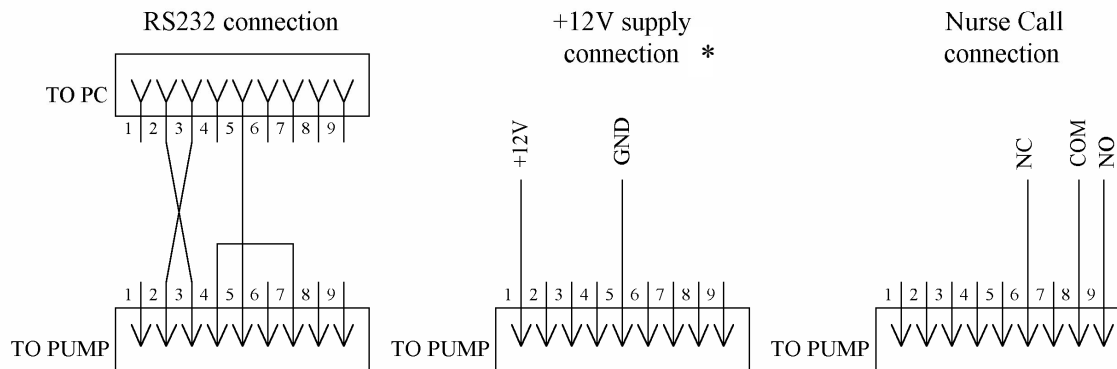 RS232 connection
TO PC
1 2 3 4 5 6 7 8 9
1 2 3 4 5 6 7 8 9
TO PUMP
+12V supply
connection *
+12V
GND
1 2 3 4 5 6 7 8 9
TO PUMP
Nurse Call
connection
NC
COM
NO
1 2 3 4 5 6 7 8 9
TO PUMP